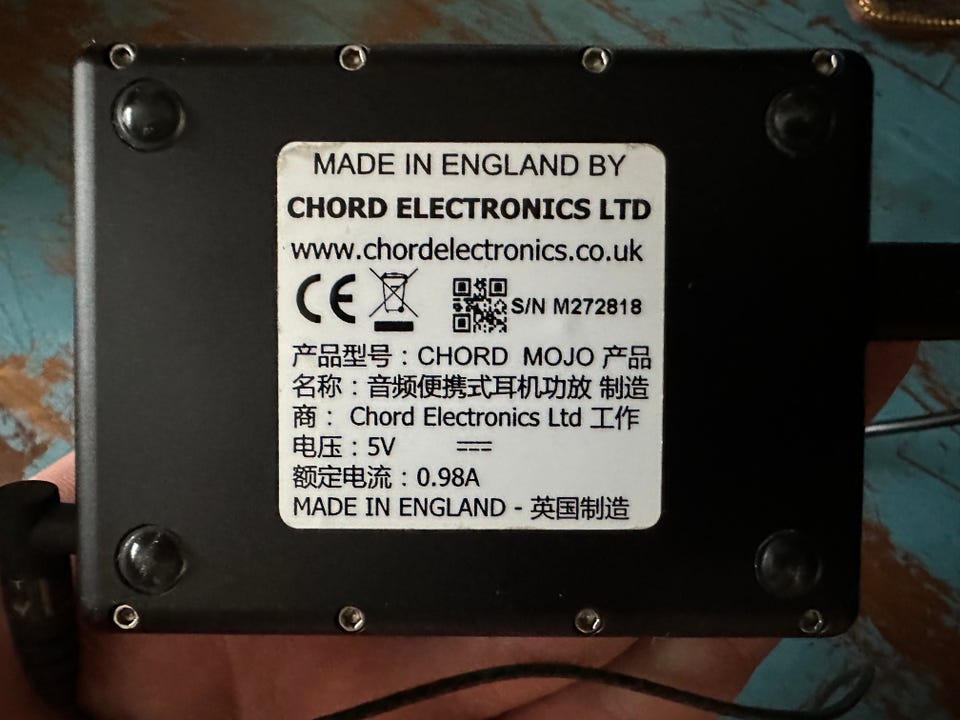 MADE IN ENGLAND BY
CHORD ELECTRONICS LTD
www.chordelectronics.co.uk
CE S/N M272818
产品型号：CHORD MOJO 产品
名称：音频便携式耳机功放 制造
商： Chord Electronics Ltd 工作
电压：5V
额定电流：0.98A
MADE IN ENGLAND - 英国制造